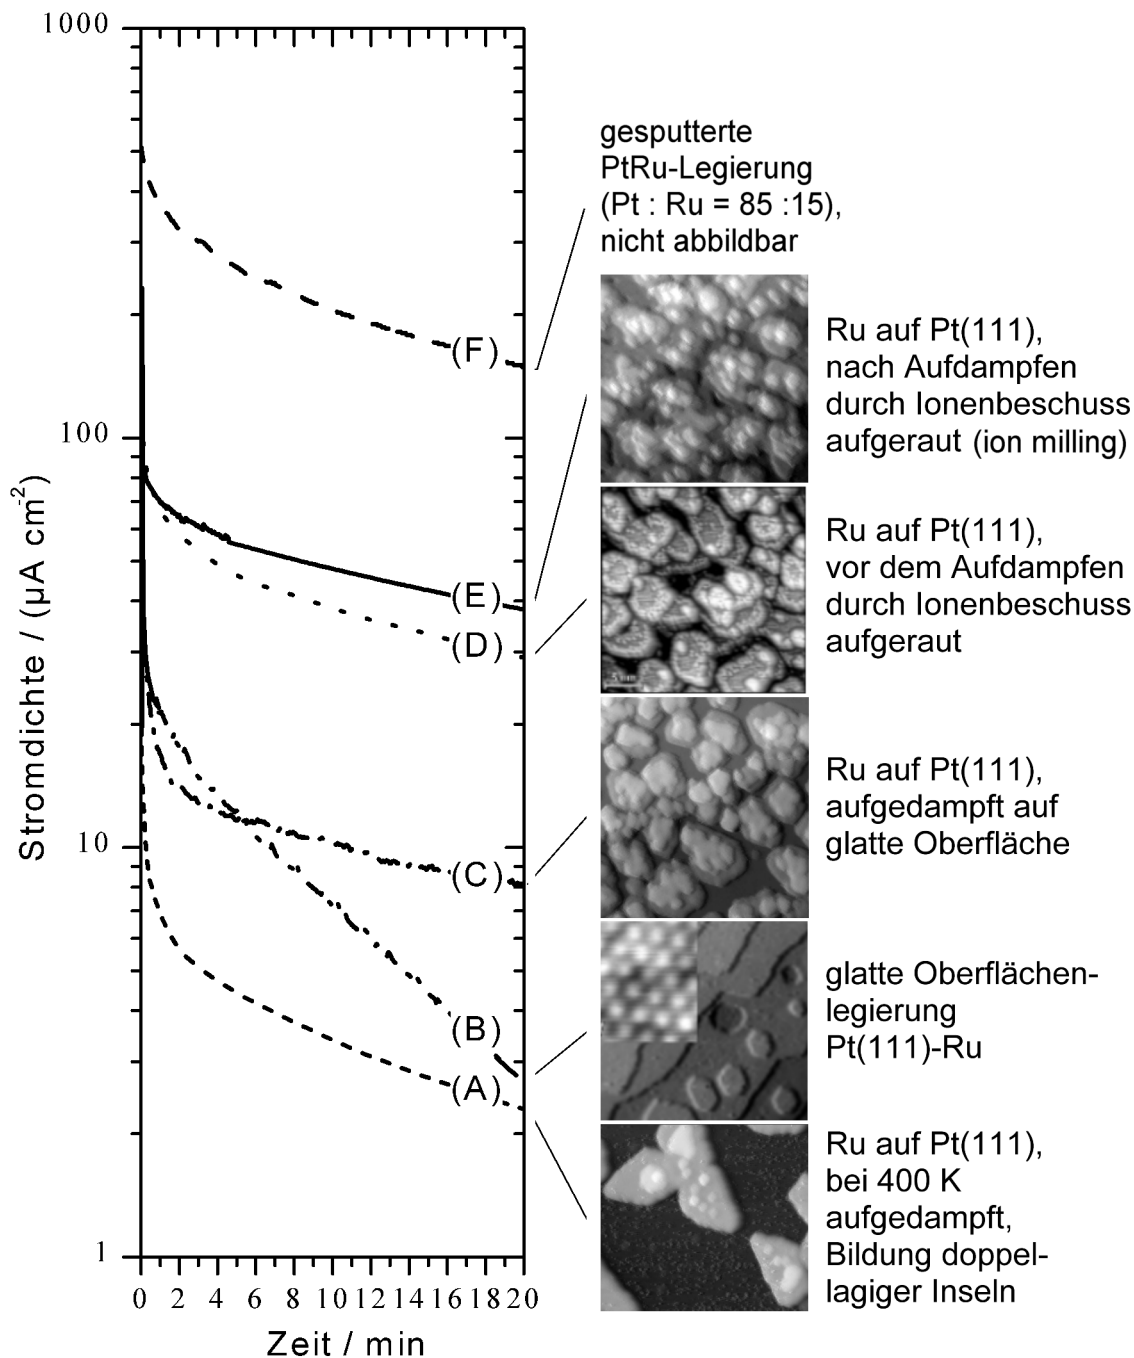 1000
100
10
1
Stromdichte / (µA cm-2)
0 2 4 6 8 10 12 14 16 18 20
Zeit / min
(F)
(E)
(D)
(C)
(B)
(A)
gesputterte
PtRu-Legierung
(Pt : Ru = 85 :15),
nicht abbildbar
Ru auf Pt(111),
nach Aufdampfen
durch Ionenbeschuss
aufgeraut (ion milling)
Ru auf Pt(111),
vor dem Aufdampfen
durch Ionenbeschuss
aufgeraut
Ru auf Pt(111),
aufgedampft auf
glatte Oberfläche
glatte Oberflächen-
legierung
Pt(111)-Ru
Ru auf Pt(111),
bei 400 K
aufgedampft,
Bildung doppel-
lagiger Inseln